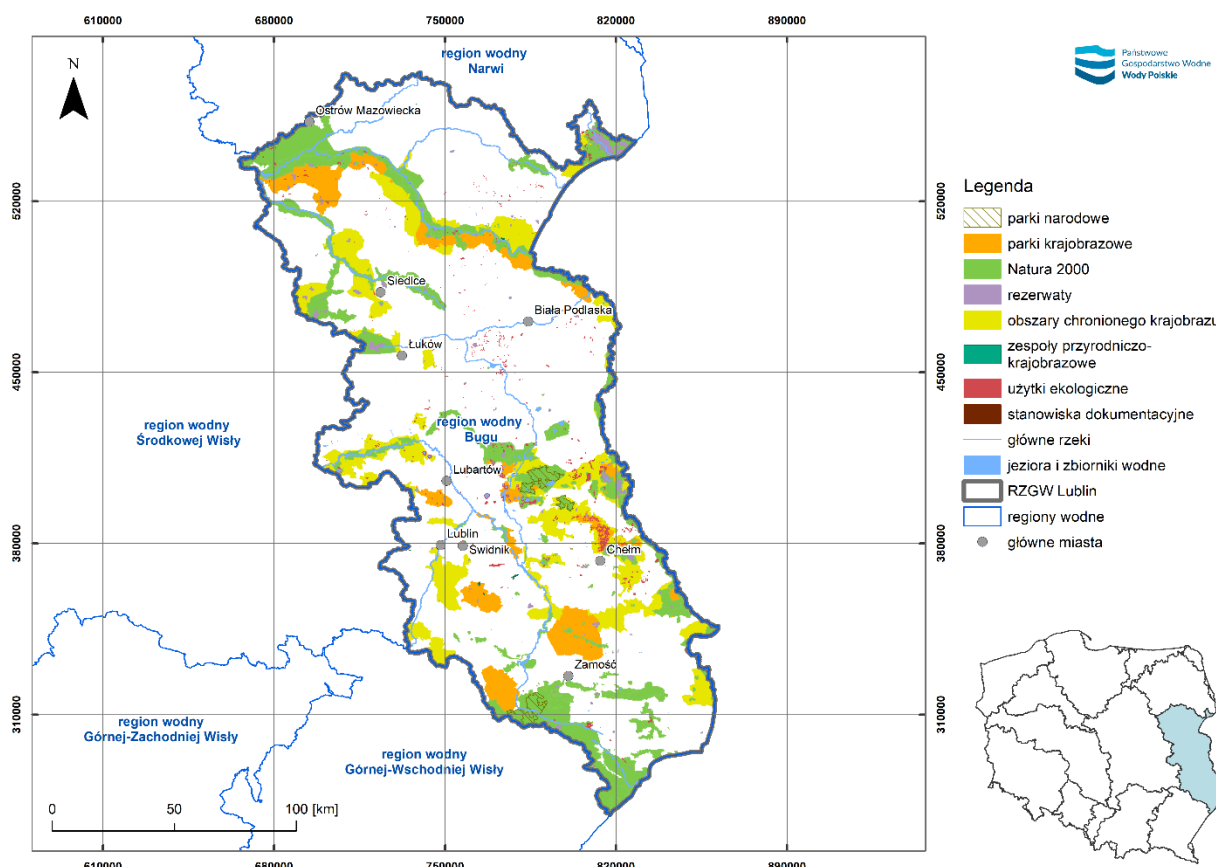 610000
680000
750000
820000
890000
region wodny
Narwi
Państwowe
Gospodarstwo Wodne
Wody Polskie
N
Ostrów Mazowiecka
520000
520000
Siedlce
Biała Podlaska
Łuków
450000
450000
region wodny
Środkowej Wisły
region wodny
Bugu
Lubartów
Lublin
Świdnik
Chełm
380000
380000
Zamość
310000
310000
region wodny
Górnej-Zachodniej Wisły
region wodny
Górnej-Wschodniej Wisły
0
50
100 [km]
610000
680000
750000
820000
890000
Legenda
parki narodowe
parki krajobrazowe
Natura 2000
rezerwaty
obszary chronionego krajobrazu
zespoły przyrodniczo-
krajobrazowe
użytki ekologiczne
stanowiska dokumentacyjne
główne rzeki
jeziora i zbiorniki wodne
RZGW Lublin
regiony wodne
główne miasta